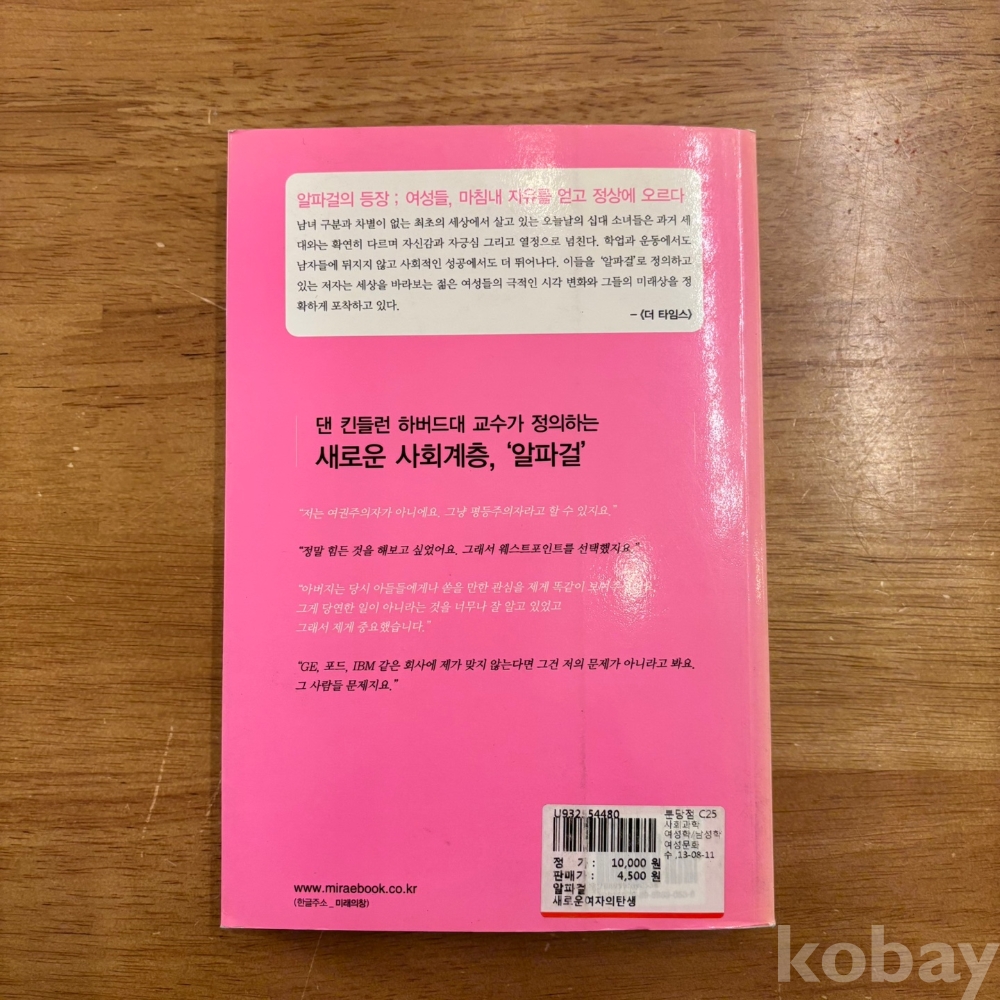 알파걸의 등장 ; 여성들, 마침내 자유를 얻고 정상에 오르다
남녀 구분과 차별이 없는 최초의 세상에서 살고 있는 오늘날의 십대 소녀들은 과거 세
대와는 확연히 다르며 자신감과 자긍심 그리고 열정으로 넘친다. 학업과 운동에서도
남자들에 뒤지지 않고 사회적인 성공에서도 더 뛰어나다. 이들을 '알파걸'로 정의하고
있는 저자는 세상을 바라보는 젊은 여성들의 극적인 시각 변화와 그들의 미래상을 정
확하게 포착하고 있다.
– 《더 타임스》
댄 킨들런 하버드대 교수가 정의하는
새로운 사회계층, '알파걸'
"저는 여권주의자가 아니에요. 그냥 평등주의자라고 할 수 있지요."
"정말 힘든 것을 해보고 싶었어요. 그래서 웨스트포인트를 선택했지요."
"아버지는 당시 아들들에게나 쏟을 만한 관심을 제게 똑같이
그게 당연한 일이 아니라는 것을 너무나 잘 알고 있었고
그래서 제게 중요했습니다."
"GE, 포드, IBM 같은 회사에 제가 맞지 않는다면 그건 저의 문제가 아니라고 봐요.
그 사람들 문제지요."
54480
분당점 C25
사회과학
여성학/남성학
여성문화
수 ,13-08-11
정 가 : 10,000 원
판매가 : 4,500 원
알파걸
새로운여자의탄생
www.miraebook.co.kr
(한글주소 _ 미래의창)
kobay